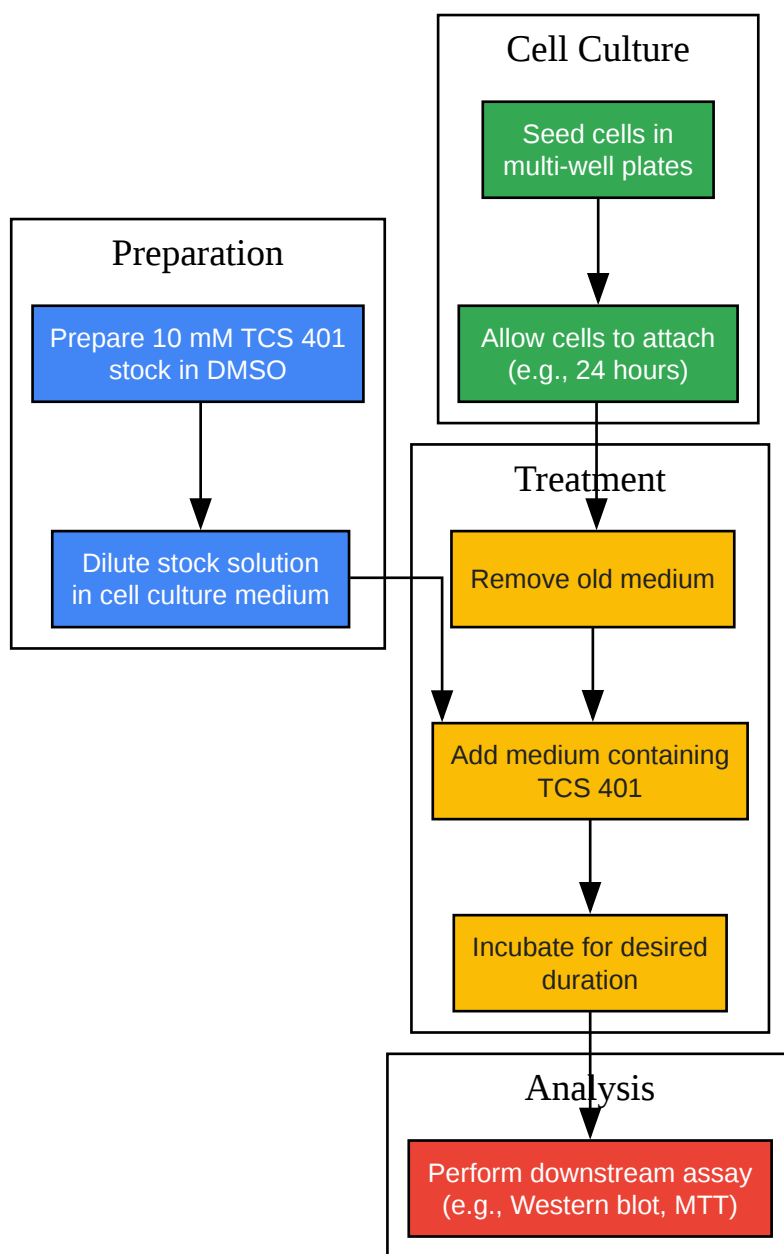 Cell Culture
Seed cells in
multi-well plates
Allow cells to attach
(e.g., 24 hours)
Preparation
Prepare 10 mM TCS 401
stock in DMSO
Dilute stock solution
in cell culture medium
Treatment
Remove old medium
Add medium containing
TCS 401
Incubate for desired
duration
Analysis
Perform downstream assay
(e.g., Western blot, MTT)